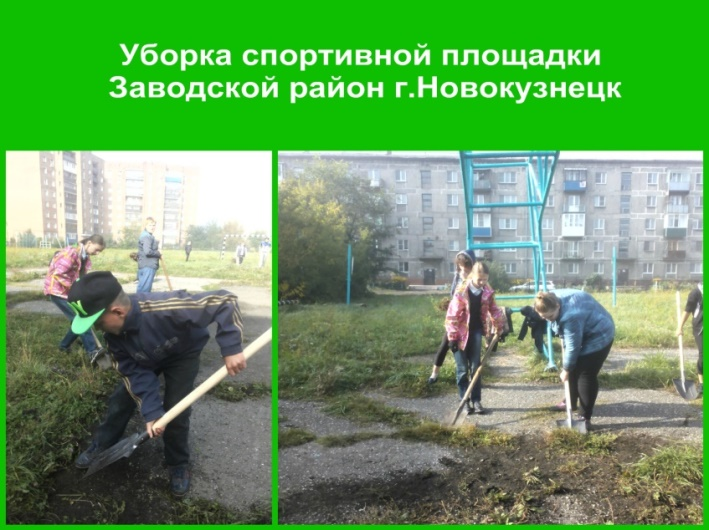 Уборка спортивной площадки
Заводской район г.Новокузнецк